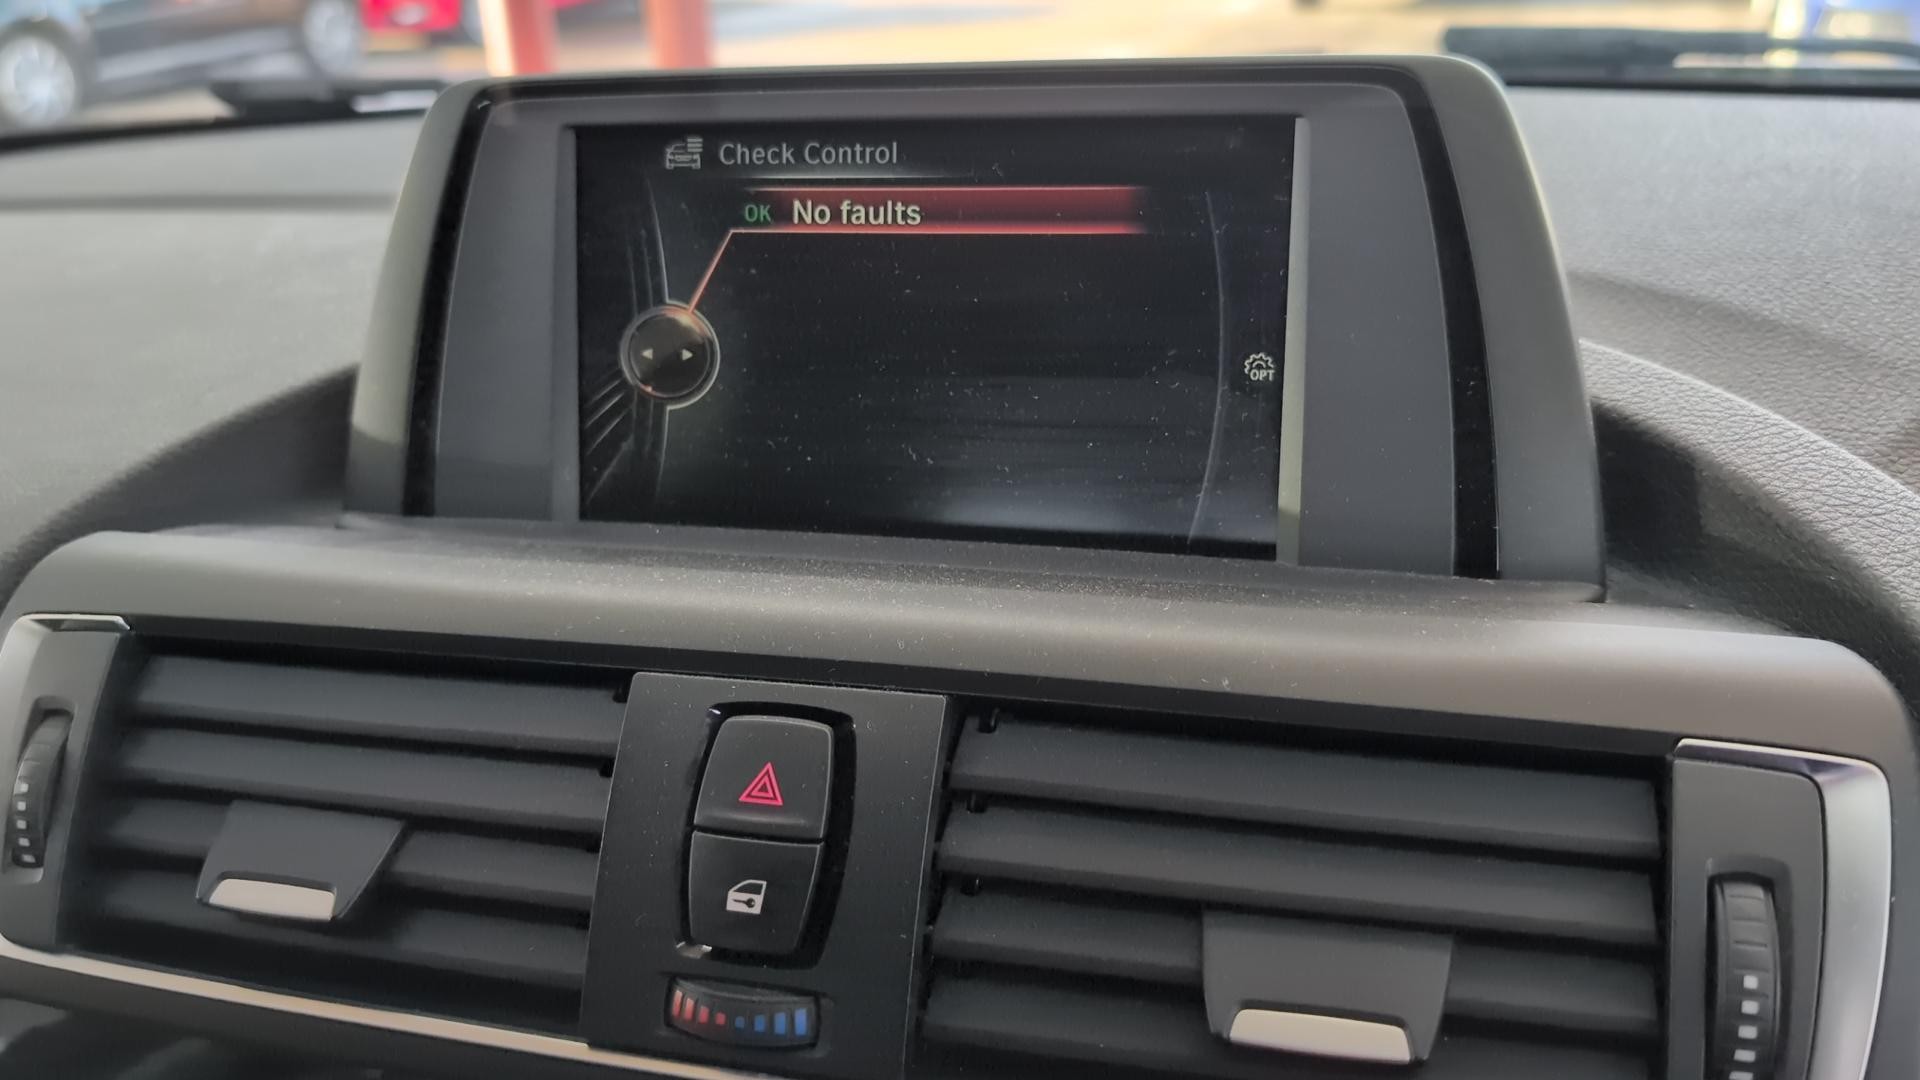 Check Control
OK No faults
OPT